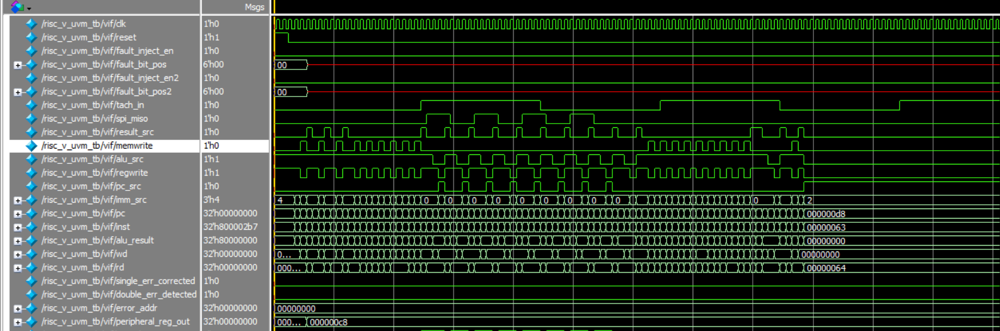 Msgs
/risc_v_uvm_tb/vif/clk 1'h0
/risc_v_uvm_tb/vif/reset 1'h1
/risc_v_uvm_tb/vif/fault_inject_en 1'h0
/risc_v_uvm_tb/vif/fault_bit_pos 6'h00 00
/risc_v_uvm_tb/vif/fault_inject_en2 1'h0
/risc_v_uvm_tb/vif/fault_bit_pos2 6'h00 00
/risc_v_uvm_tb/vif/tach_in 1'h0
/risc_v_uvm_tb/vif/spi_miso 1'h0
/risc_v_uvm_tb/vif/result_src 1'h0
/risc_v_uvm_tb/vif/memwrite 1'h0
/risc_v_uvm_tb/vif/alu_src 1'h1
/risc_v_uvm_tb/vif/regwrite 1'h1
/risc_v_uvm_tb/vif/pc_src 1'h0
/risc_v_uvm_tb/vif/imm_src 3'h4 4 0 0 0 0 0 0 0 0 0 0 2
/risc_v_uvm_tb/vif/pc 32'h00000000 000000d8
/risc_v_uvm_tb/vif/inst 32'h800002b7 00000063
/risc_v_uvm_tb/vif/alu_result 32'h80000000 00000000
/risc_v_uvm_tb/vif/wd 32'h00000000 0... 00000000
/risc_v_uvm_tb/vif/rd 32'h00000000 000... 00000064
/risc_v_uvm_tb/vif/single_err_corrected 1'h0
/risc_v_uvm_tb/vif/double_err_detected 1'h0
/risc_v_uvm_tb/vif/error_addr 32'h00000000 00000000
/risc_v_uvm_tb/vif/peripheral_reg_out 32'h00000000 000... 000000c8